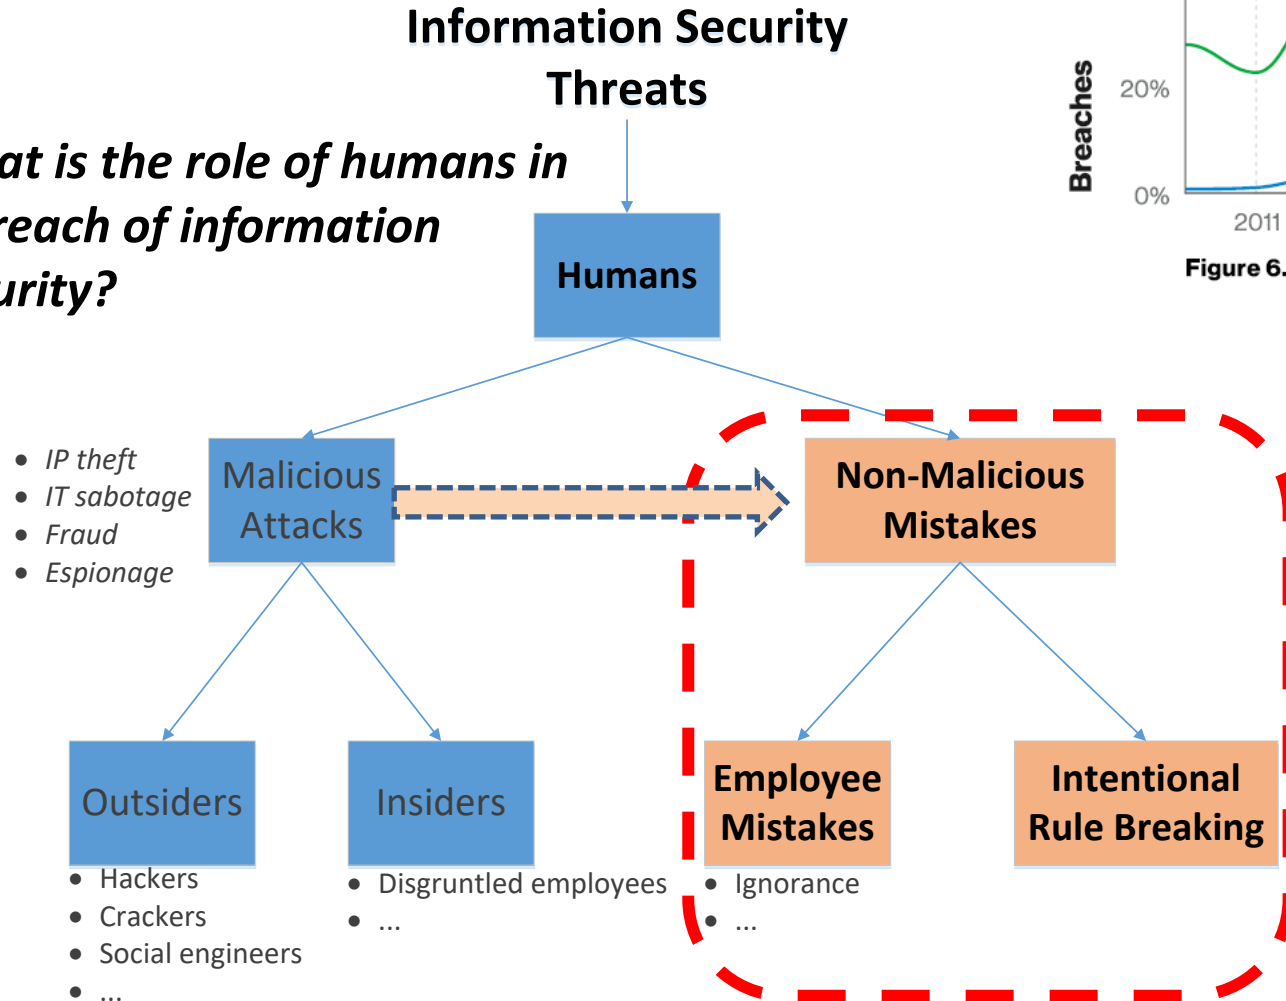 Information Security
Threats
at is the role of humans in
reach of information
urity?
Breaches
20%
0%
2011
Figure 6.
Humans
• IP theft
• IT sabotage
• Fraud
• Espionage
Malicious
Attacks
Non-Malicious
Mistakes
Outsiders
Insiders
Employee
Mistakes
Intentional
Rule Breaking
• Hackers
• Crackers
• Social engineers
• ...
• Disgruntled employees
• ...
• Ignorance
• ...